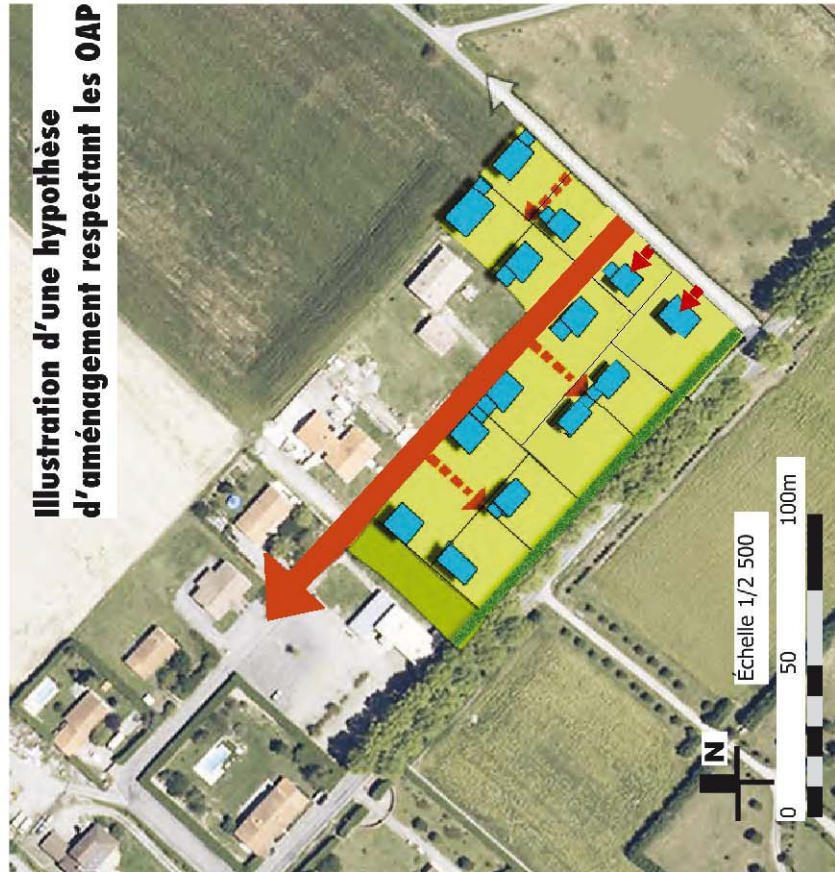 Illustration d'une hypothèse
d'aménagement respectant les OAP
Échelle 1/2 500
0 50 100m
N